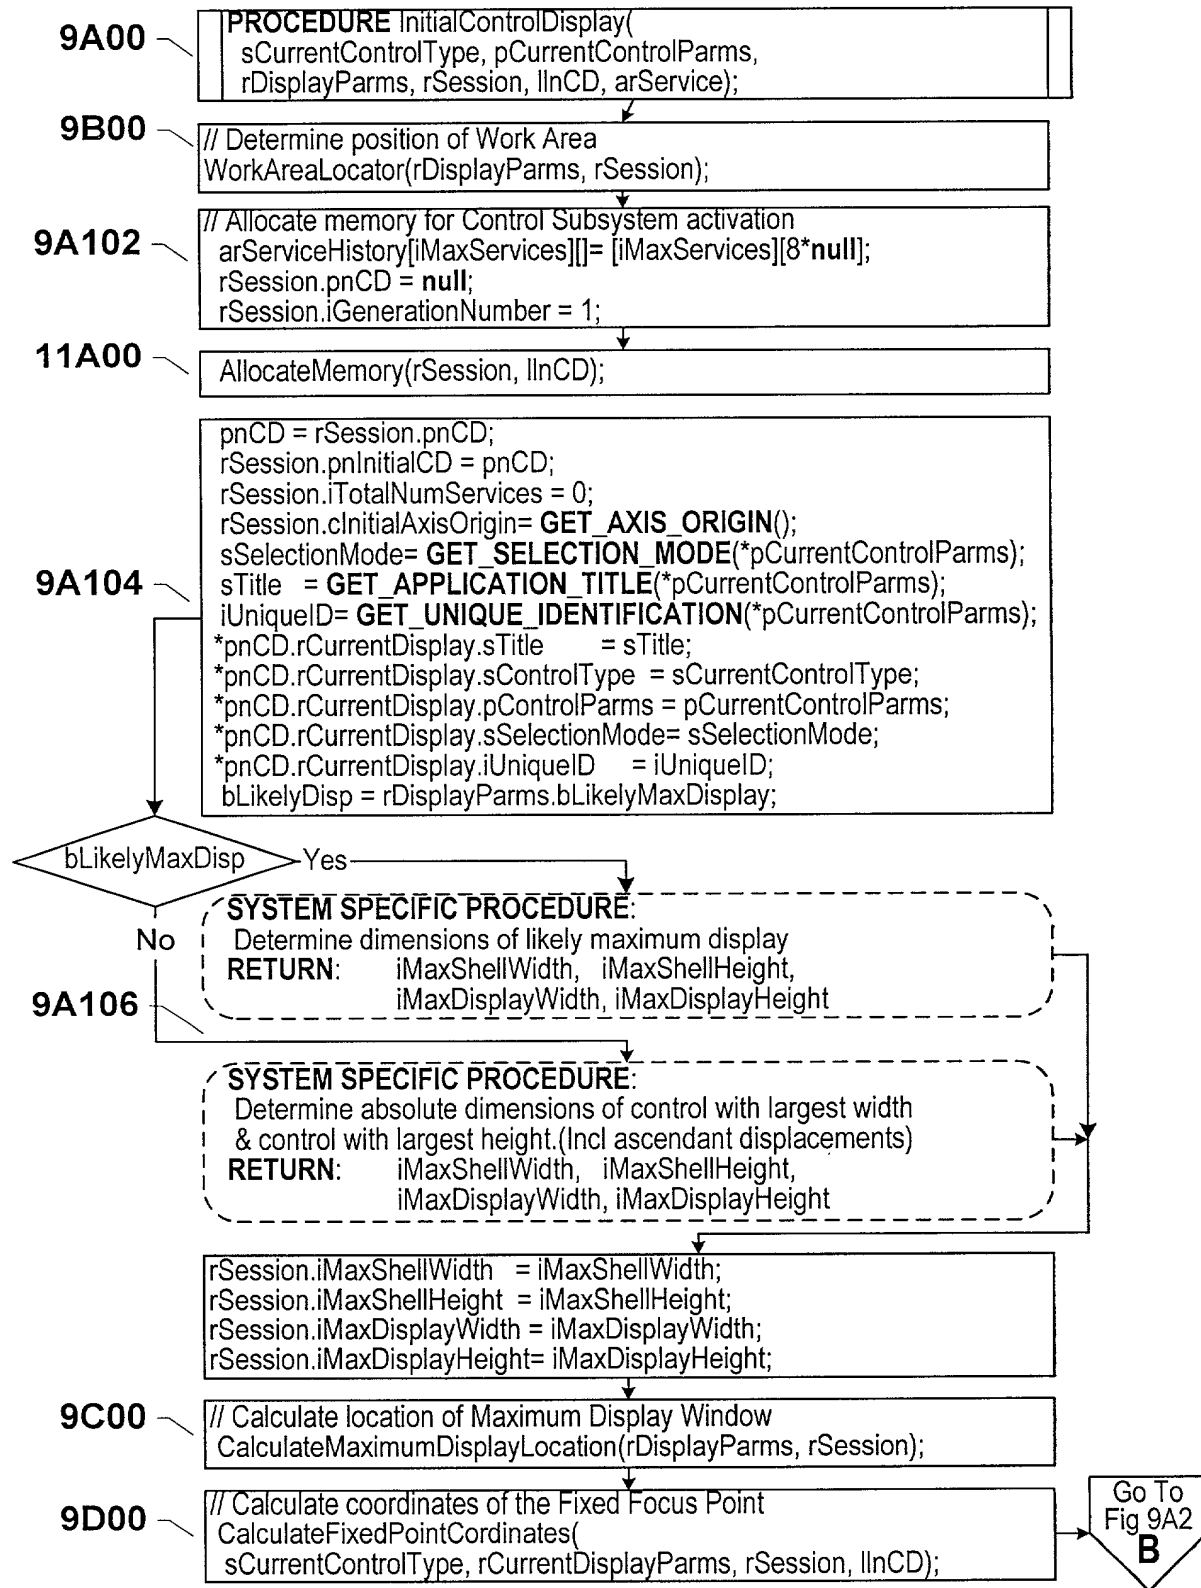 9A00
PROCEDURE InitialControlDisplay(
sCurrentControlType, pCurrentControlParms,
rDisplayParms, rSession, llnCD, arService);
9B00
// Determine position of Work Area
WorkAreaLocator(rDisplayParms, rSession);
9A102
// Allocate memory for Control Subsystem activation
arServiceHistory[iMaxServices][]= [iMaxServices][8*null];
rSession.pnCD = null;
rSession.iGenerationNumber = 1;
11A00
AllocateMemory(rSession, llnCD);
9A104
pnCD = rSession.pnCD;
rSession.pnInitialCD = pnCD;
rSession.iTotalNumServices = 0;
rSession.cInitialAxisOrigin= GET_AXIS_ORIGIN();
sSelectionMode= GET_SELECTION_MODE(*pCurrentControlParms);
sTitle = GET_APPLICATION_TITLE(*pCurrentControlParms);
iUniqueID= GET_UNIQUE_IDENTIFICATION(*pCurrentControlParms);
*pnCD.rCurrentDisplay.sTitle = sTitle;
*pnCD.rCurrentDisplay.sControlType = sCurrentControlType;
*pnCD.rCurrentDisplay.pControlParms = pCurrentControlParms;
*pnCD.rCurrentDisplay.sSelectionMode= sSelectionMode;
*pnCD.rCurrentDisplay.iUniqueID = iUniqueID;
bLikelyDisp = rDisplayParms.bLikelyMaxDisplay;
bLikelyMaxDisp
Yes
No
SYSTEM SPECIFIC PROCEDURE:
Determine dimensions of likely maximum display
RETURN: iMaxShellWidth, iMaxShellHeight,
iMaxDisplayWidth, iMaxDisplayHeight
9A106
SYSTEM SPECIFIC PROCEDURE:
Determine absolute dimensions of control with largest width
& control with largest height.(Incl ascendant displacements)
RETURN: iMaxShellWidth, iMaxShellHeight,
iMaxDisplayWidth, iMaxDisplayHeight
rSession.iMaxShellWidth = iMaxShellWidth;
rSession.iMaxShellHeight = iMaxShellHeight;
rSession.iMaxDisplayWidth = iMaxDisplayWidth;
rSession.iMaxDisplayHeight= iMaxDisplayHeight;
9C00
// Calculate location of Maximum Display Window
CalculateMaximumDisplayLocation(rDisplayParms, rSession);
9D00
// Calculate coordinates of the Fixed Focus Point
CalculateFixedPointCordinates(
sCurrentControlType, rCurrentDisplayParms, rSession, llnCD);
Go To
Fig 9A2
B